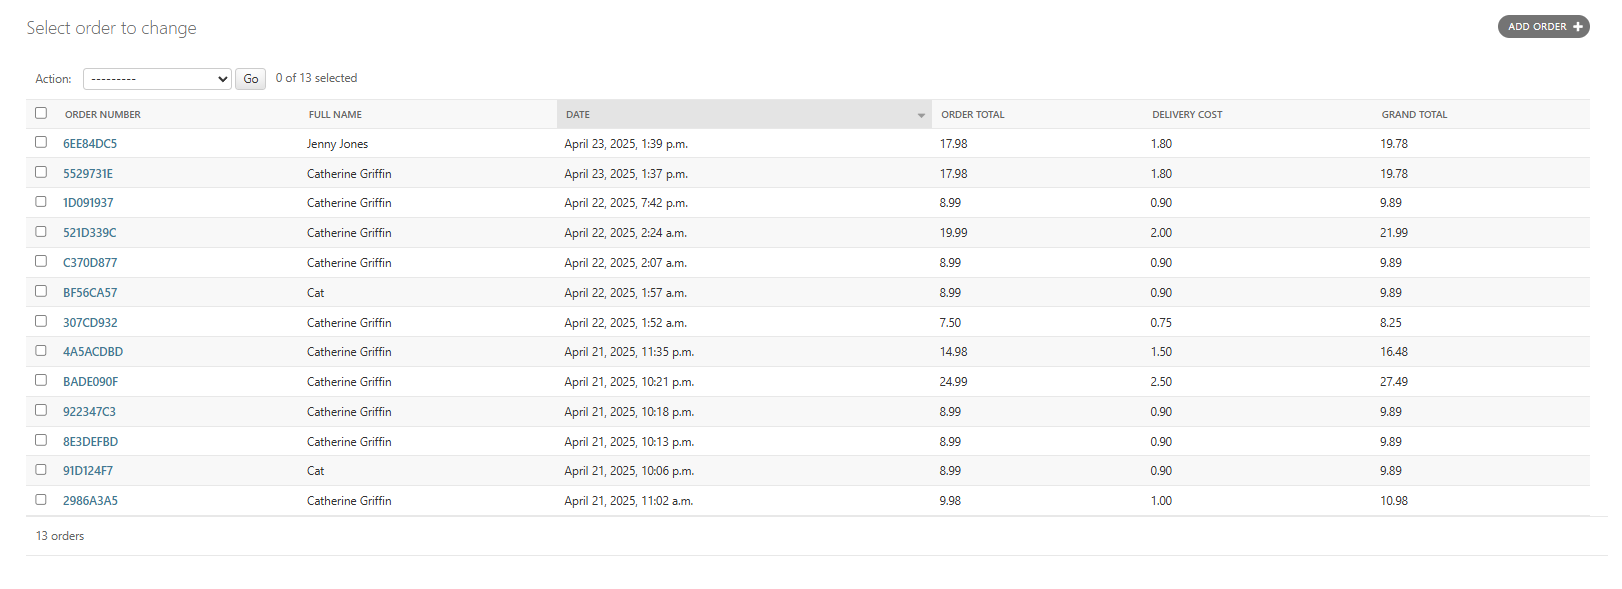 Select order to change
ADD ORDER +
Action: --------- Go 0 of 13 selected
ORDER NUMBER FULL NAME DATE ORDER TOTAL DELIVERY COST GRAND TOTAL
6EE84DC5 Jenny Jones April 23, 2025, 1:39 p.m. 17.98 1.80 19.78
5529731E Catherine Griffin April 23, 2025, 1:37 p.m. 17.98 1.80 19.78
1D091937 Catherine Griffin April 22, 2025, 7:42 p.m. 8.99 0.90 9.89
521D339C Catherine Griffin April 22, 2025, 2:24 a.m. 19.99 2.00 21.99
C370D877 Catherine Griffin April 22, 2025, 2:07 a.m. 8.99 0.90 9.89
BF56CA57 Cat April 22, 2025, 1:57 a.m. 8.99 0.90 9.89
307CD932 Catherine Griffin April 22, 2025, 1:52 a.m. 7.50 0.75 8.25
4A5ACDBD Catherine Griffin April 21, 2025, 11:35 p.m. 14.98 1.50 16.48
BADE090F Catherine Griffin April 21, 2025, 10:21 p.m. 24.99 2.50 27.49
922347C3 Catherine Griffin April 21, 2025, 10:18 p.m. 8.99 0.90 9.89
8E3DEFBD Catherine Griffin April 21, 2025, 10:13 p.m. 8.99 0.90 9.89
91D124F7 Cat April 21, 2025, 10:06 p.m. 8.99 0.90 9.89
2986A3A5 Catherine Griffin April 21, 2025, 11:02 a.m. 9.98 1.00 10.98
13 orders